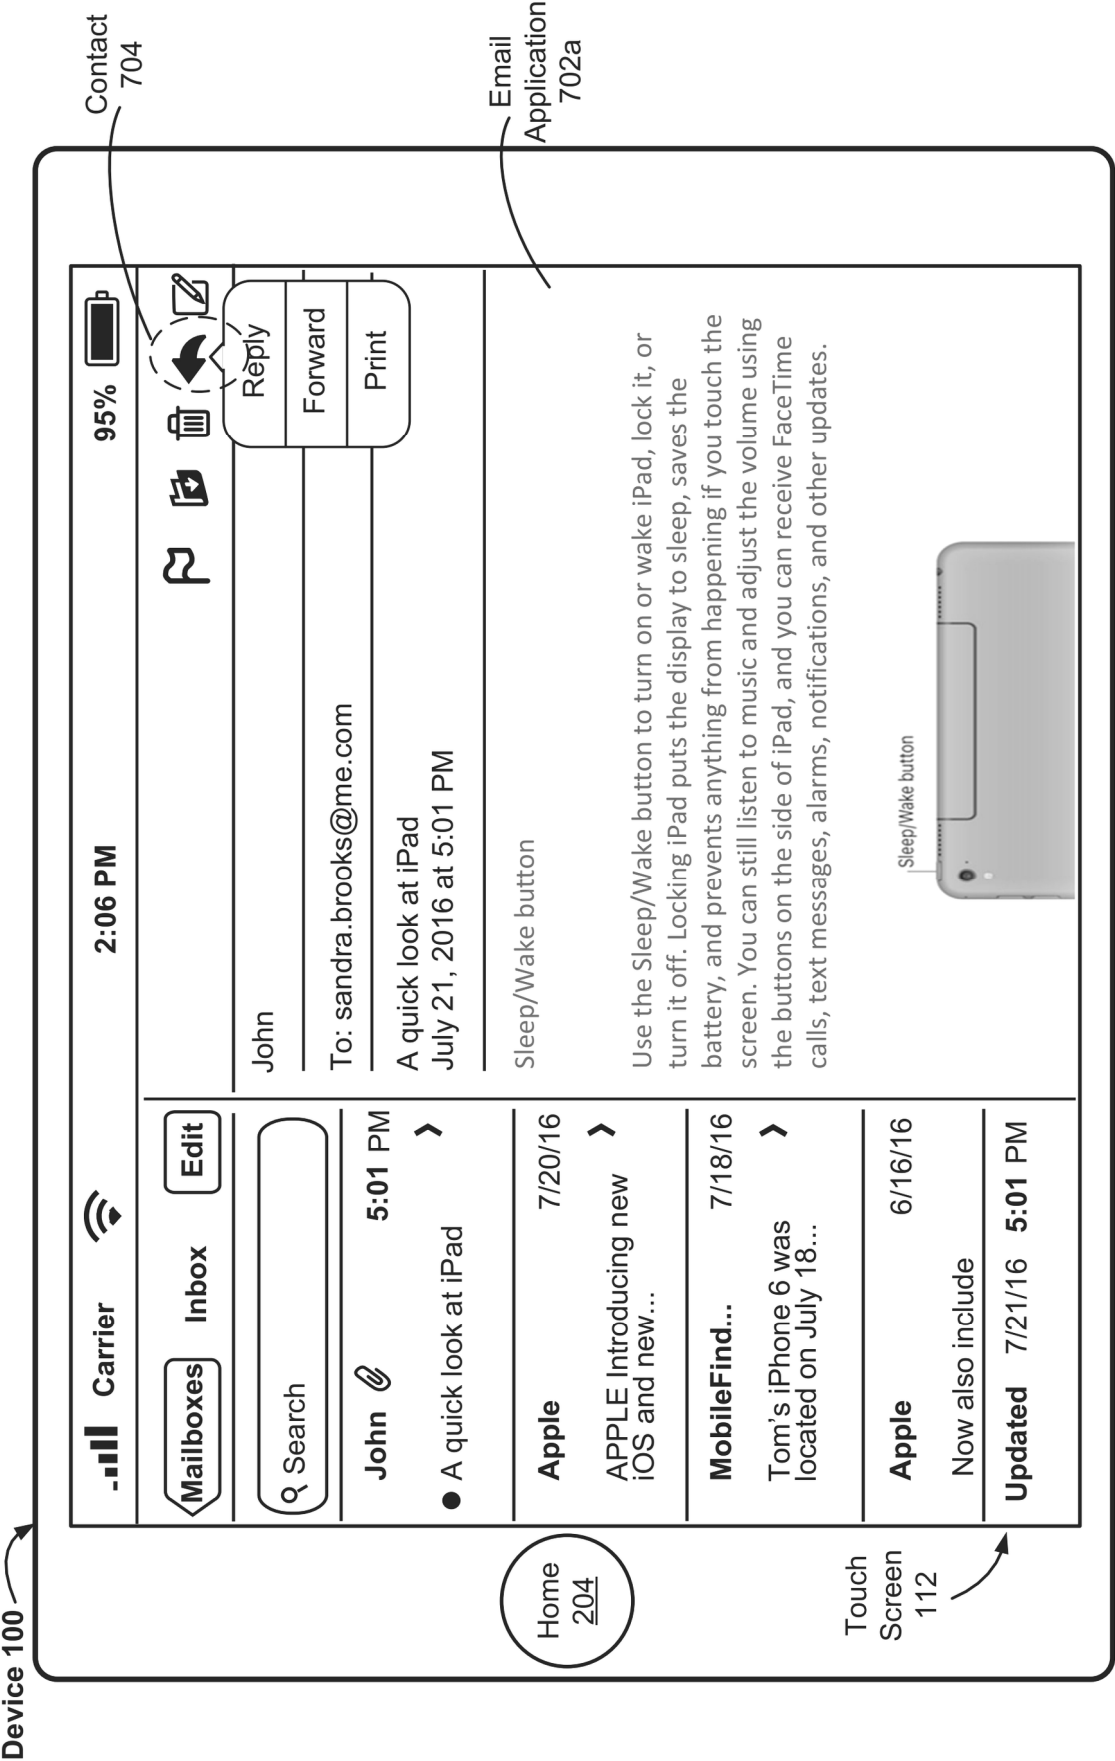 Device 100
Contact
704
Email
Application
702a
Carrier
2:06 PM
95%
Mailboxes
Inbox
Edit
Search
John
5:01 PM
A quick look at iPad
Apple
7/20/16
APPLE Introducing new
iOS and new...
MobileFind...
7/18/16
Tom's iPhone 6 was
located on July 18...
Apple
6/16/16
Now also include
Updated 7/21/16 5:01 PM
Reply
Forward
Print
John
To: sandra.brooks@me.com
A quick look at iPad
July 21, 2016 at 5:01 PM
Sleep/Wake button
Use the Sleep/Wake button to turn on or wake iPad, lock it, or
turn it off. Locking iPad puts the display to sleep, saves the
battery, and prevents anything from happening if you touch the
screen. You can still listen to music and adjust the volume using
the buttons on the side of iPad, and you can receive FaceTime
calls, text messages, alarms, notifications, and other updates.
Sleep/Wake button
Home
204
Touch
Screen
112